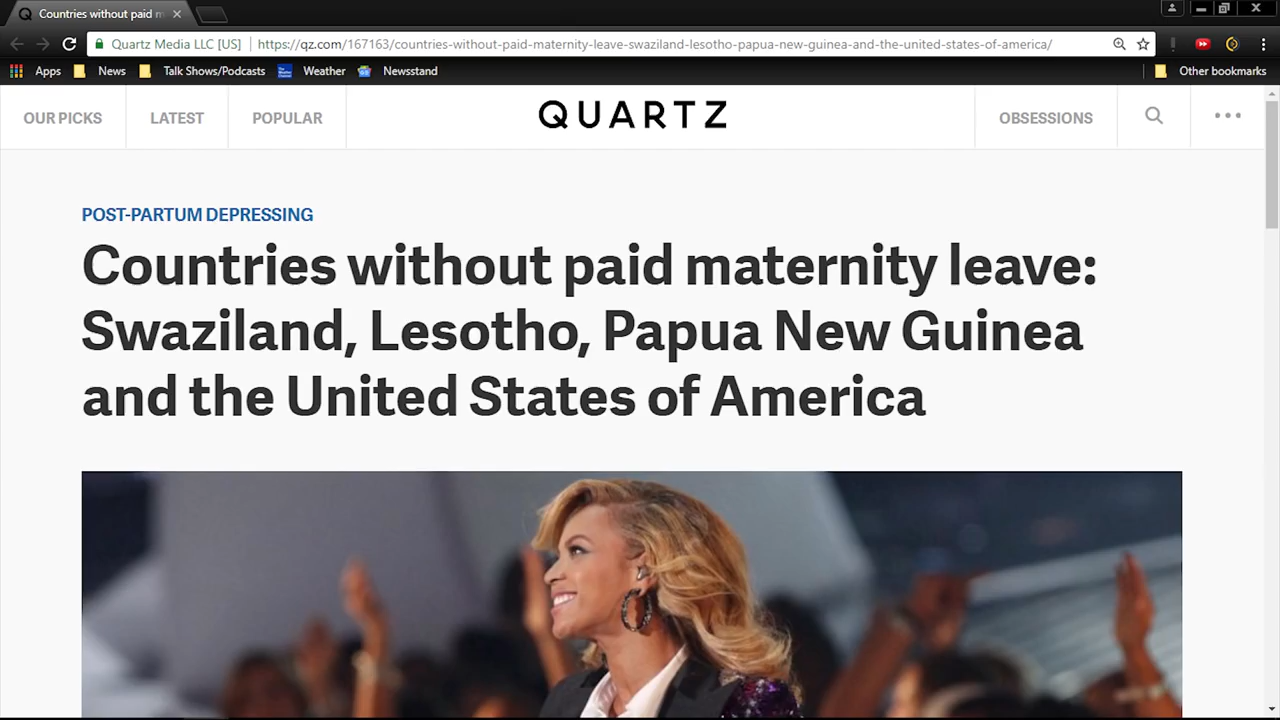 Countries without paid m
Quartz Media LLC [US] https://qz.com/167163/countries-without-paid-maternity-leave-swaziland-lesotho-papua-new-guinea-and-the-united-states-of-america/
Apps News Talk Shows/Podcasts Weather Newsstand Other bookmarks
OUR PICKS LATEST POPULAR QUARTZ OBSESSIONS
POST-PARTUM DEPRESSING
Countries without paid maternity leave:
Swaziland, Lesotho, Papua New Guinea
and the United States of America